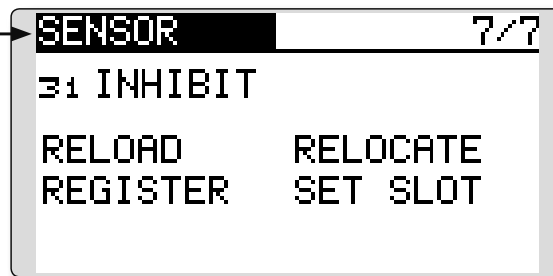 SENSOR 7/7
31 INHIBIT
RELOAD RELOCATE
REGISTER SET SLOT